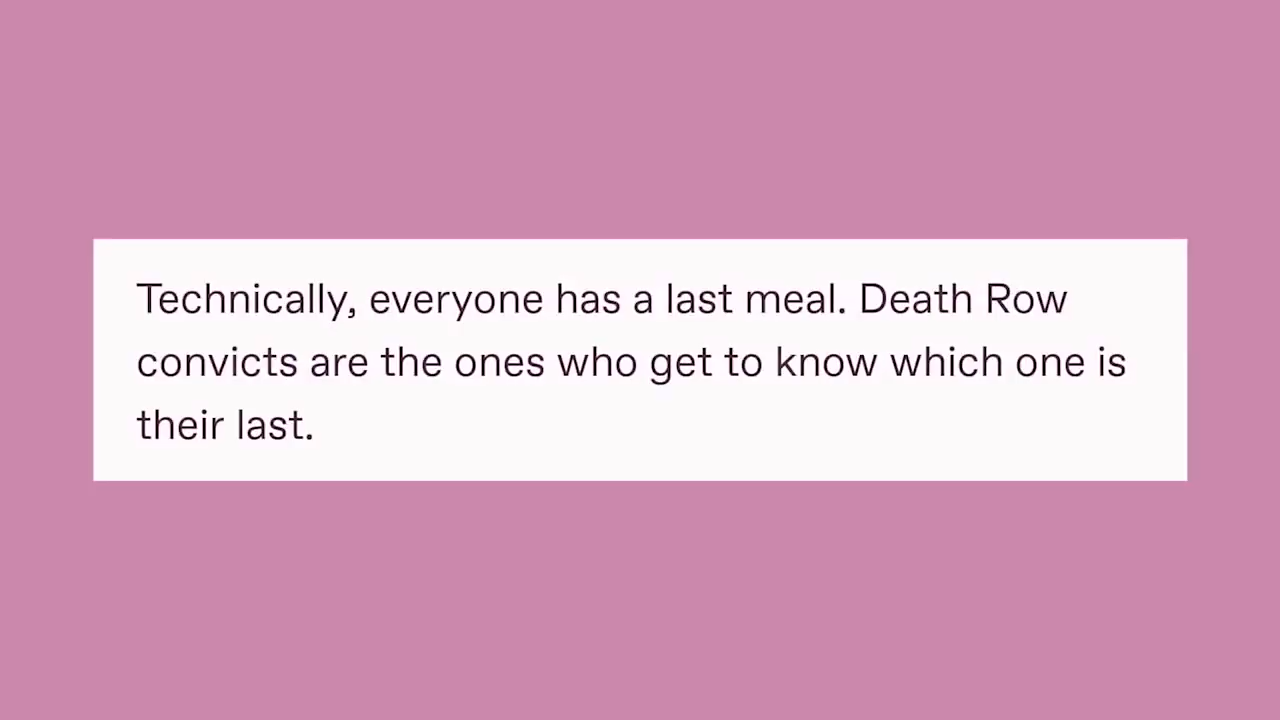 Technically, everyone has a last meal. Death Row
convicts are the ones who get to know which one is
their last.